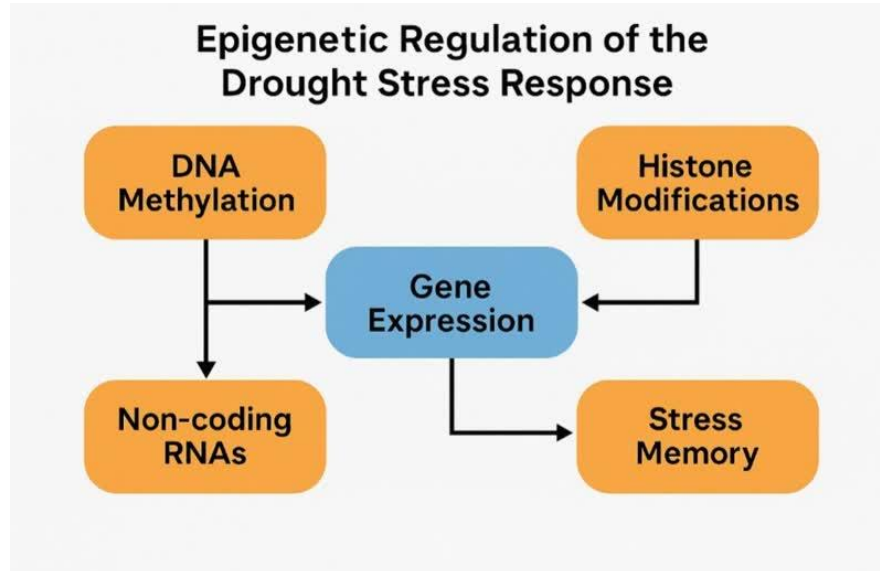 Epigenetic Regulation of the
Drought Stress Response
DNA
Methylation
Histone
Modifications
Gene
Expression
Non-coding
RNAs
Stress
Memory